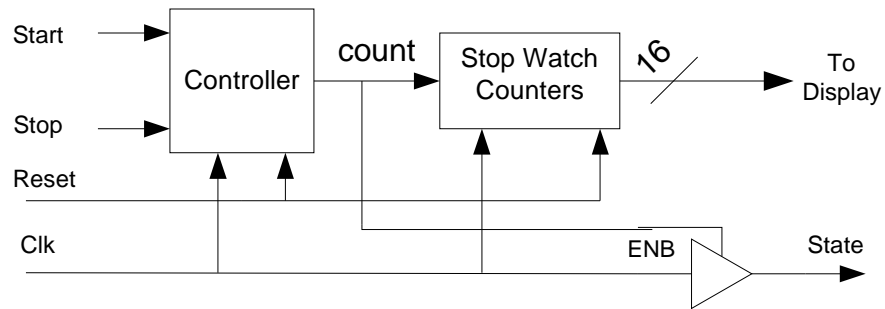 Start
Controller
count
Stop Watch
Counters
16
To
Display
Stop
Reset
Clk
ENB
State